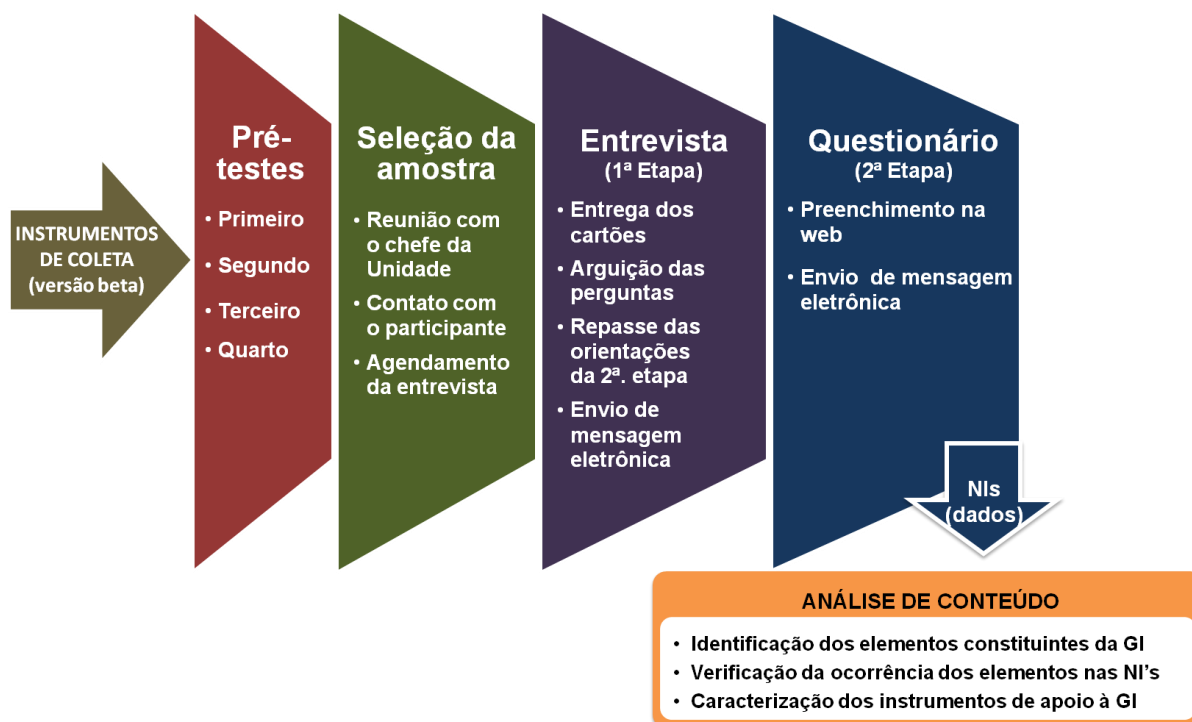 INSTRUMENTOS
DE COLETA
(versão beta)
Pré-
testes
• Primeiro
• Segundo
• Terceiro
• Quarto
Seleção da
amostra
• Reunião com
o chefe da
Unidade
• Contato com
o participante
• Agendamento
da entrevista
Entrevista
(1ª Etapa)
• Entrega dos
cartões
• Arguição das
perguntas
• Repasse das
orientações
da 2ª. etapa
• Envio de
mensagem
eletrônica
Questionário
(2ª Etapa)
• Preenchimento na
web
• Envio de mensagem
eletrônica
NIs
(dados)
ANÁLISE DE CONTEÚDO
• Identificação dos elementos constituintes da GI
• Verificação da ocorrência dos elementos nas NI's
• Caracterização dos instrumentos de apoio à GI